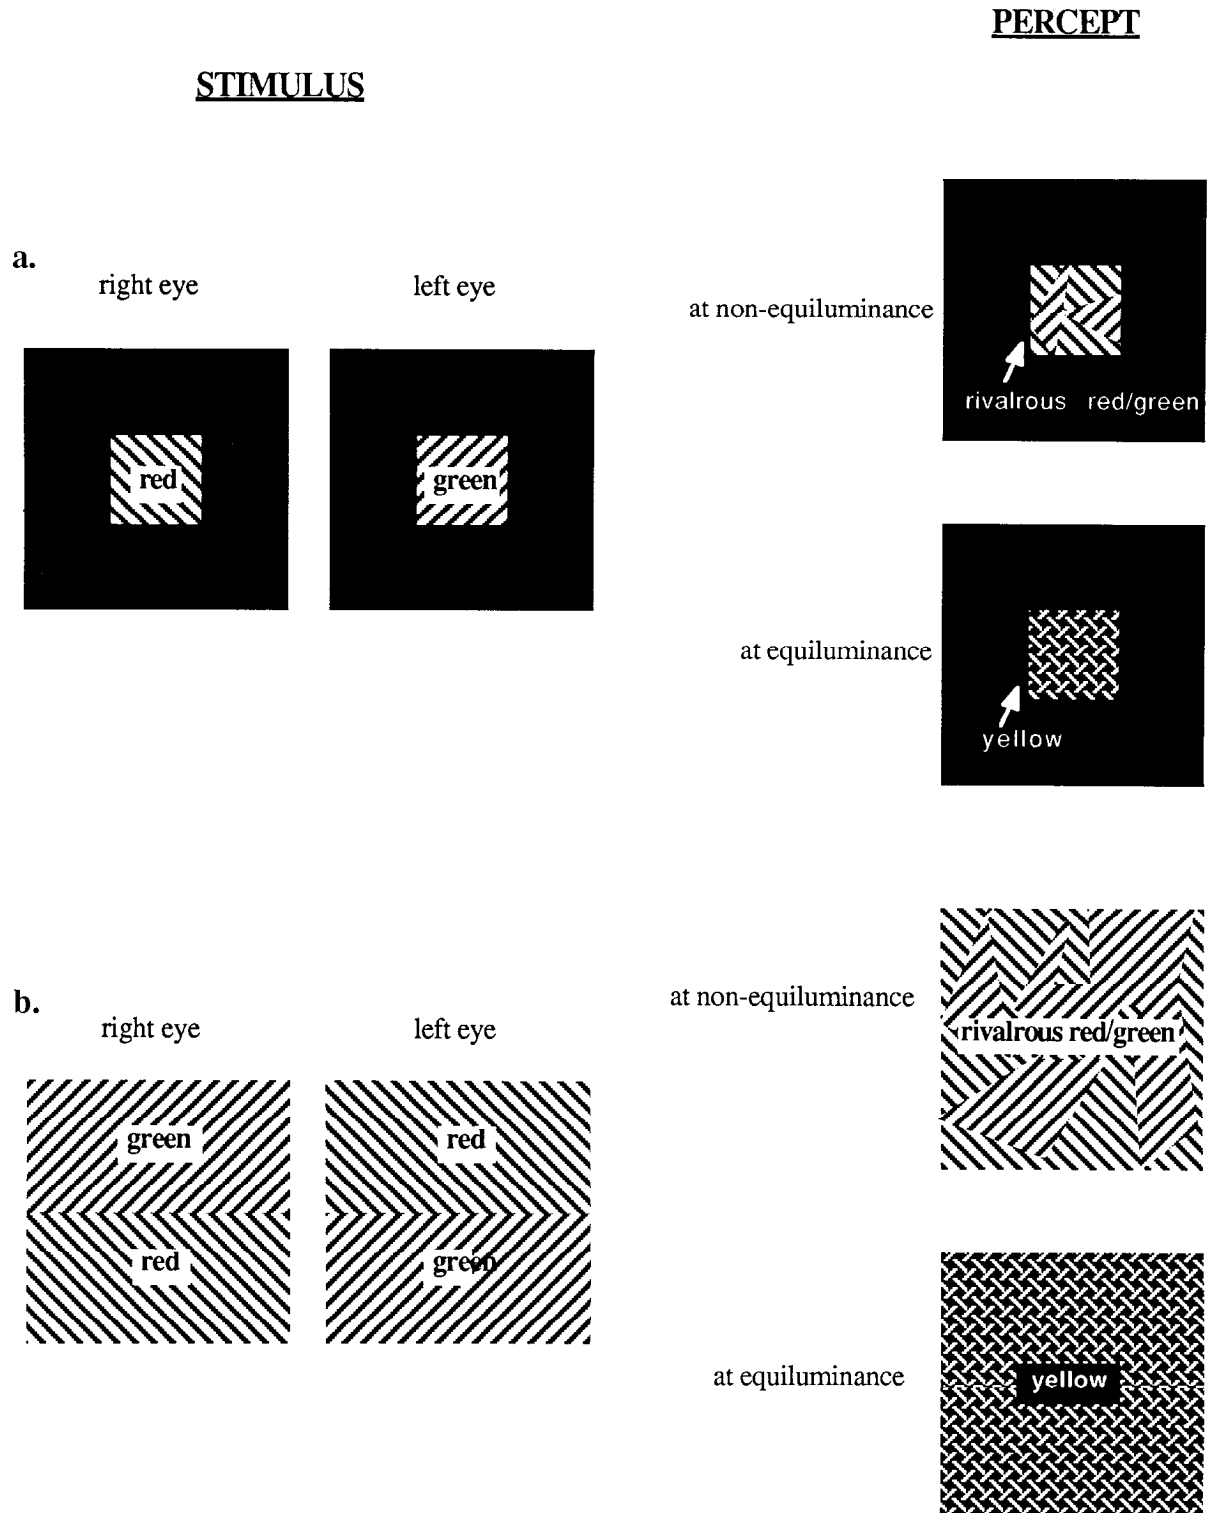 PERCEPT
STIMULUS
a.
right eye
left eye
at non-equiluminance
rivalrous red/green
red
green
at equiluminance
yellow
b.
right eye
left eye
at non-equiluminance
rivalrous red/green
green
red
red
green
at equiluminance
yellow